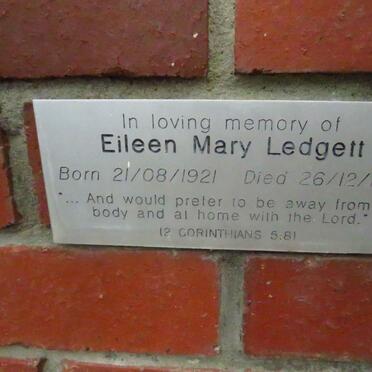 In loving memory of
Eileen Mary Ledgett
Born 21/08/1921 Died 26/12/
"... And would prefer to be away from
body and at home with the Lord."
(2 CORINTHIANS 5:8)